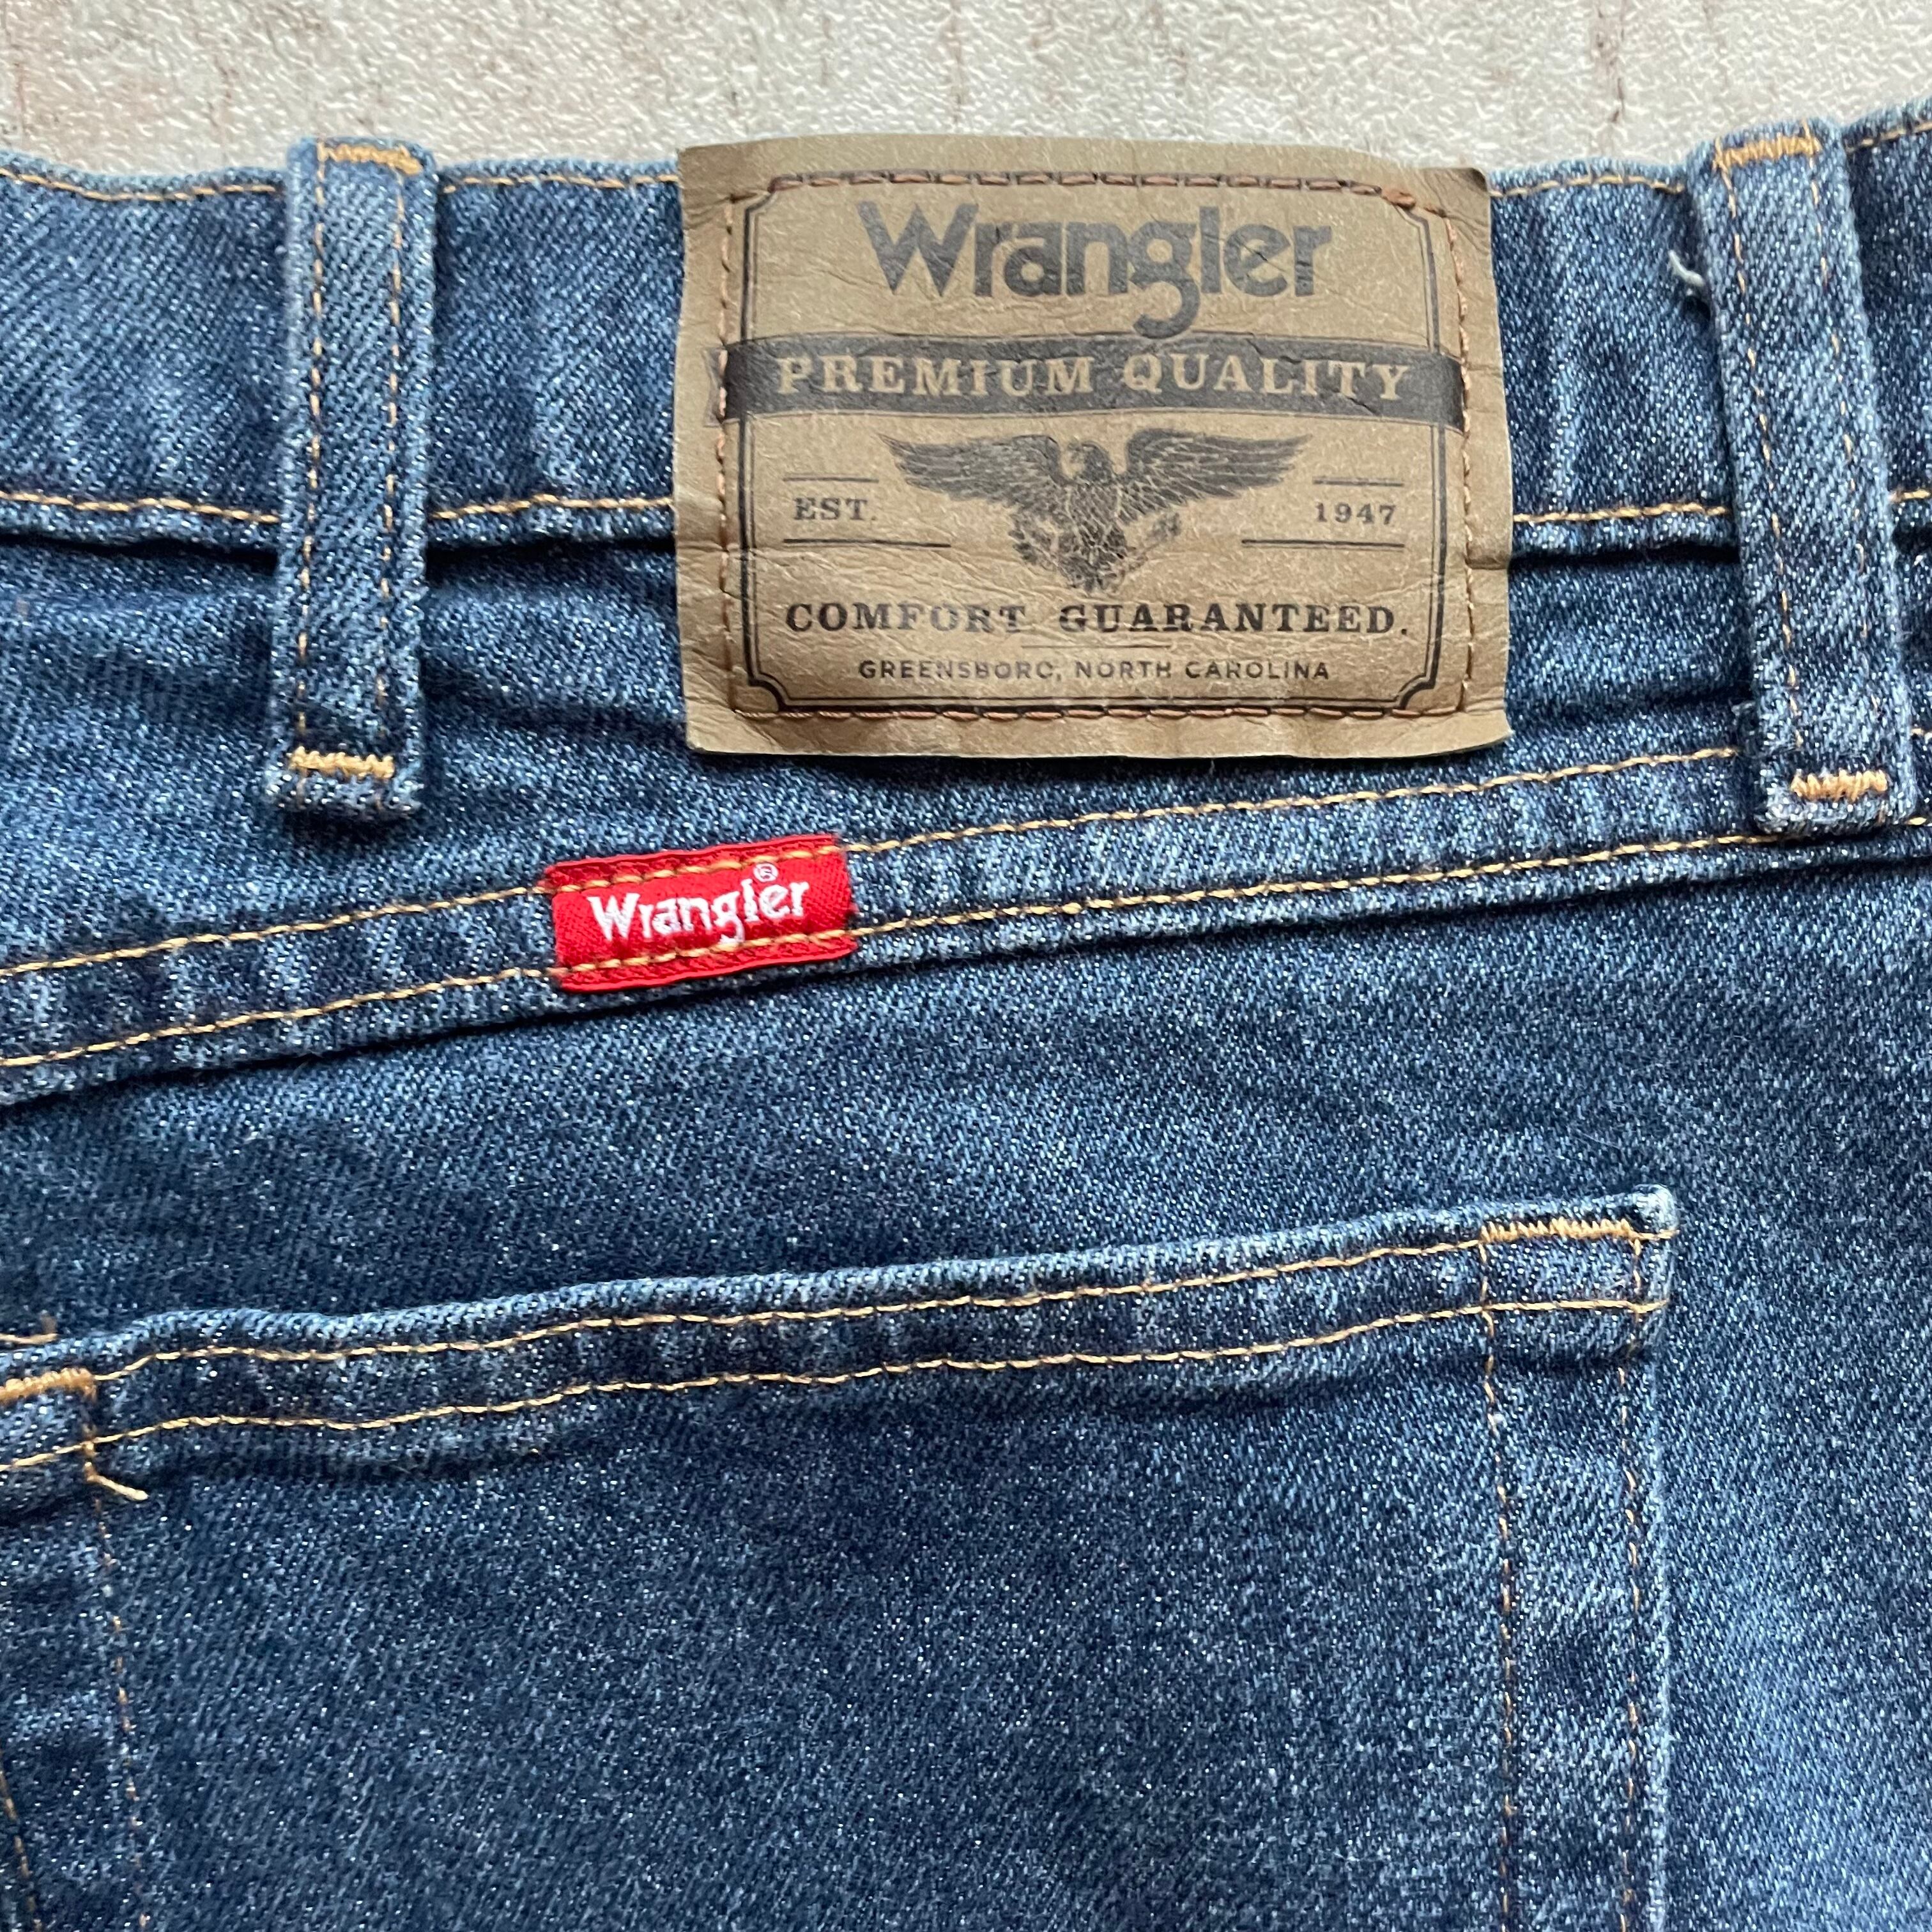 Wrangler
PREMIUM QUALITY
EST. 1947
COMFORT GUARANTEED.
GREENSBORO, NORTH CAROLINA
Wrangler®